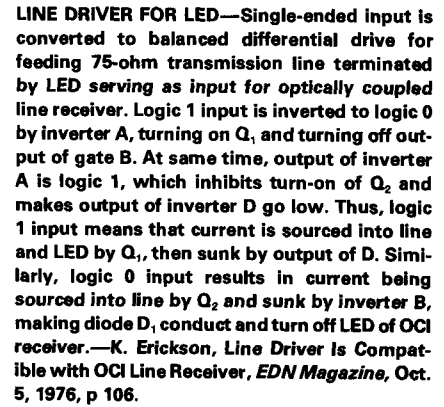 LINE DRIVER FOR LED—Single-ended input is
converted to balanced differential drive for
feeding 75-ohm transmission line terminated
by LED serving as input for optically coupled
line receiver. Logic 1 input is inverted to logic 0
by inverter A, turning on Q₁ and turning off out-
put of gate B. At same time, output of inverter
A is logic 1, which inhibits turn-on of Q₂ and
makes output of inverter D go low. Thus, logic
1 input means that current is sourced into line
and LED by Q₁, then sunk by output of D. Simi-
larly, logic 0 input results in current being
sourced into line by Q₂ and sunk by inverter B,
making diode D₁ conduct and turn off LED of OCI
receiver.—K. Erickson, Line Driver Is Compat-
ible with OCI Line Receiver, EDN Magazine, Oct.
5, 1976, p 106.